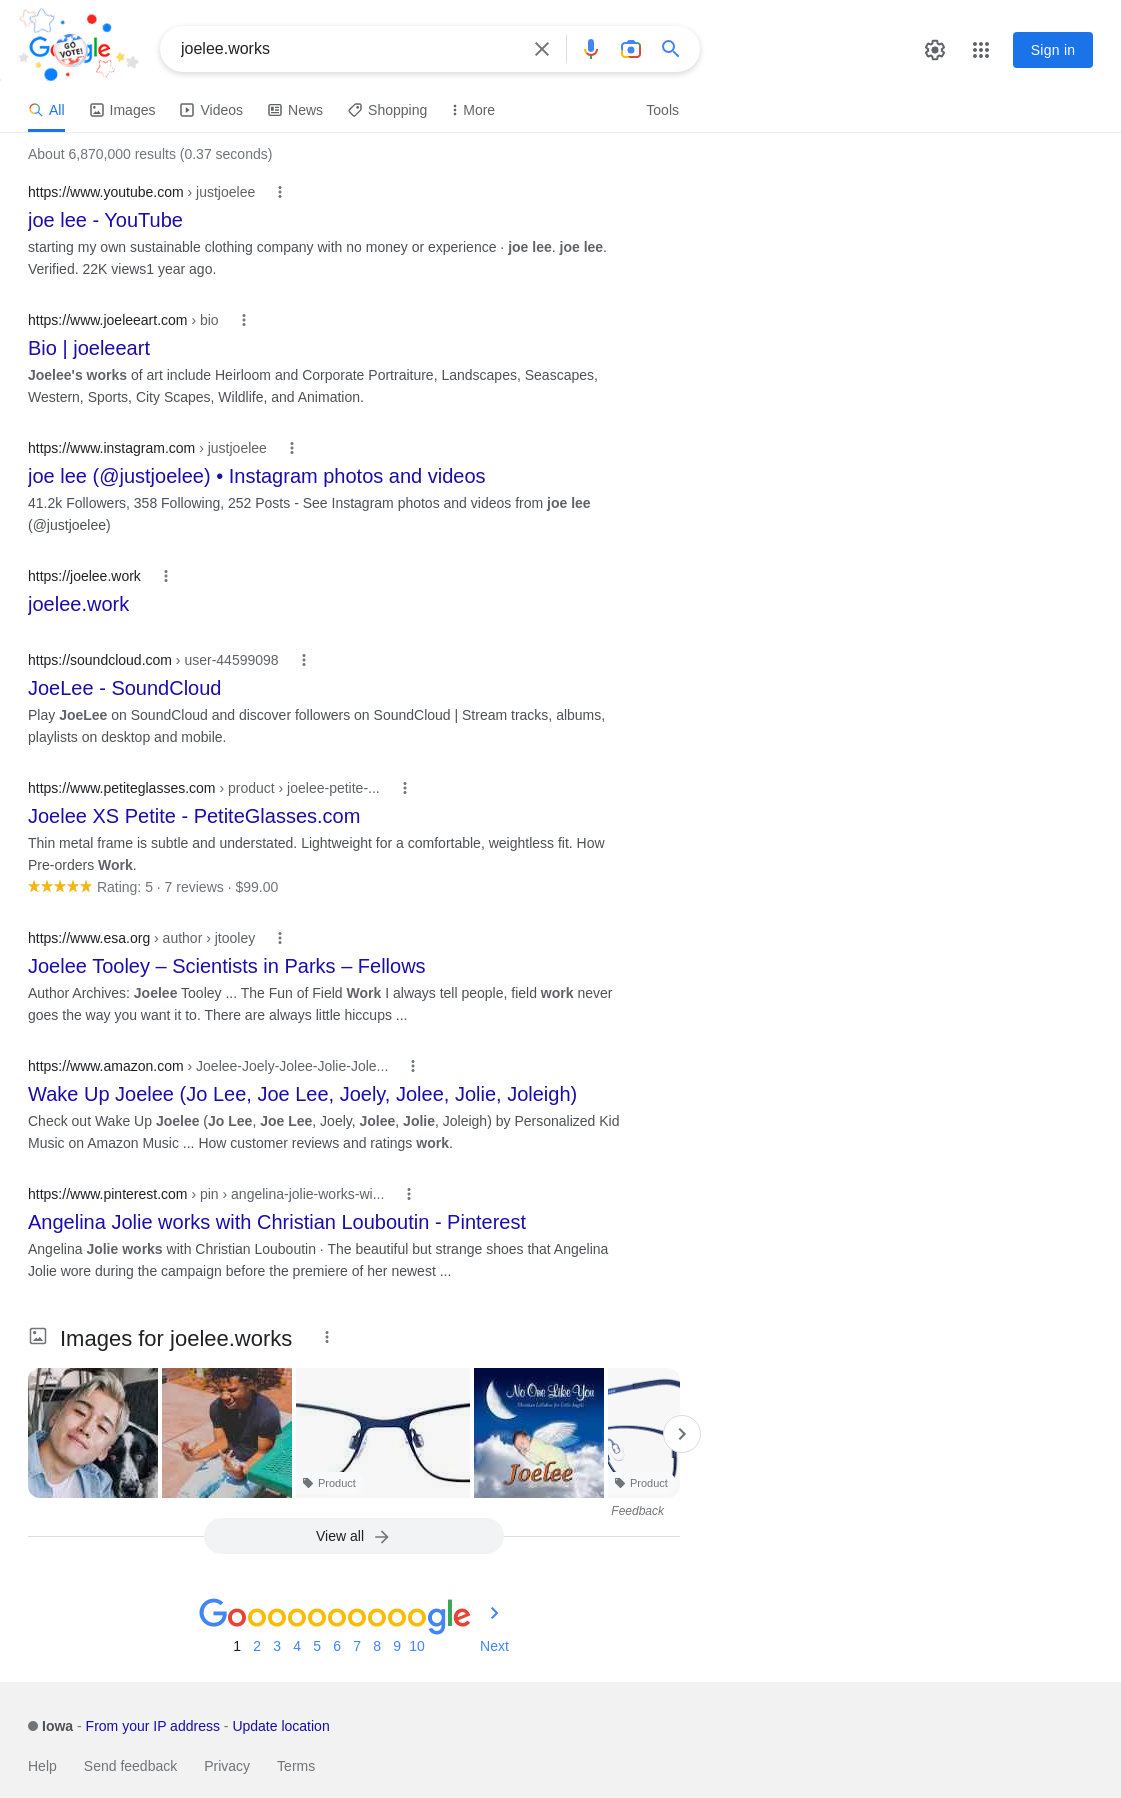 GO VOTE!
joelee.works
Sign in
All Images Videos News Shopping More Tools
About 6,870,000 results (0.37 seconds)
https://www.youtube.com › justjoelee
joe lee - YouTube
starting my own sustainable clothing company with no money or experience · joe lee. joe lee.
Verified. 22K views1 year ago.
https://www.joeleeart.com › bio
Bio | joeleeart
Joelee's works of art include Heirloom and Corporate Portraiture, Landscapes, Seascapes,
Western, Sports, City Scapes, Wildlife, and Animation.
https://www.instagram.com › justjoelee
joe lee (@justjoelee) • Instagram photos and videos
41.2k Followers, 358 Following, 252 Posts - See Instagram photos and videos from joe lee
(@justjoelee)
https://joelee.work
joelee.work
https://soundcloud.com › user-44599098
JoeLee - SoundCloud
Play JoeLee on SoundCloud and discover followers on SoundCloud | Stream tracks, albums,
playlists on desktop and mobile.
https://www.petiteglasses.com › product › joelee-petite-...
Joelee XS Petite - PetiteGlasses.com
Thin metal frame is subtle and understated. Lightweight for a comfortable, weightless fit. How
Pre-orders Work.
Rating: 5 · 7 reviews · $99.00
https://www.esa.org › author › jtooley
Joelee Tooley – Scientists in Parks – Fellows
Author Archives: Joelee Tooley ... The Fun of Field Work I always tell people, field work never
goes the way you want it to. There are always little hiccups ...
https://www.amazon.com › Joelee-Joely-Jolee-Jolie-Jole...
Wake Up Joelee (Jo Lee, Joe Lee, Joely, Jolee, Jolie, Joleigh)
Check out Wake Up Joelee (Jo Lee, Joe Lee, Joely, Jolee, Jolie, Joleigh) by Personalized Kid
Music on Amazon Music ... How customer reviews and ratings work.
https://www.pinterest.com › pin › angelina-jolie-works-wi...
Angelina Jolie works with Christian Louboutin - Pinterest
Angelina Jolie works with Christian Louboutin · The beautiful but strange shoes that Angelina
Jolie wore during the campaign before the premiere of her newest ...
Images for joelee.works
No One Like You
Joelee
Product
Product
Feedback
View all
Goooooooooogle
1 2 3 4 5 6 7 8 9 10 Next
Iowa - From your IP address - Update location
Help Send feedback Privacy Terms